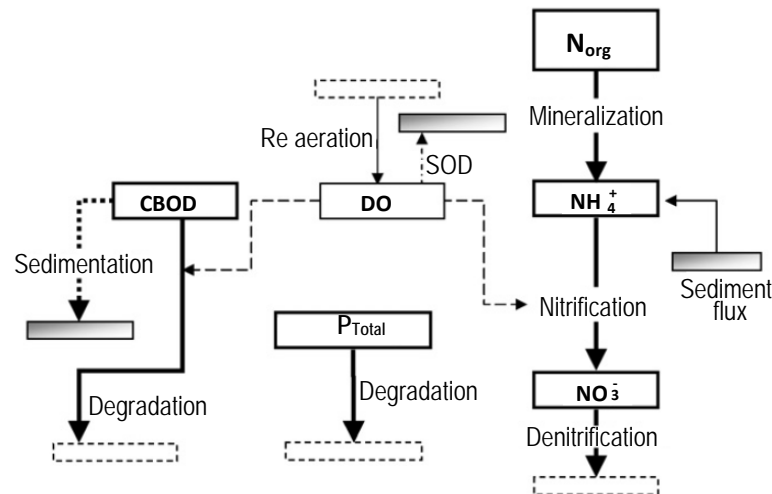 N_org
Mineralization
Re aeration
SOD
CBOD
DO
NH₄⁺
Sedimentation
Sediment
flux
Nitrification
P_Total
Degradation
NO₃⁻
Degradation
Denitrification